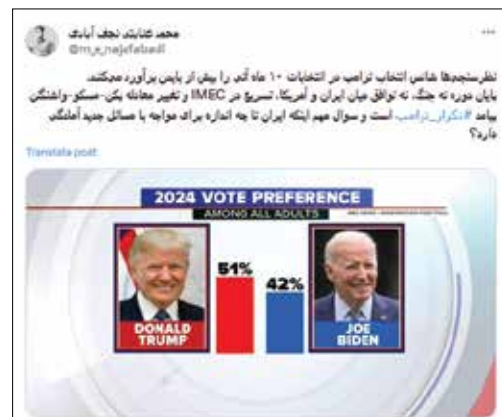 محمد عنایتی نجف آبادی
@m_e_najafabadi
نظرسنجی‌ها شانس انتخاب ترامپ در انتخابات ۱۰ ماه آتی را بیش از بایدن برآورد می‌کنند.
پایان دوره نه جنگ، نه توافق میان ایران و آمریکا، تسریع در IMEC و تغییر معادله پکن-مسکو-واشنگتن
پیامد #تکرار_ترامپ است و سوال مهم اینکه ایران تا چه اندازه برای مواجه با مسائل جدید آمادگی
دارد؟
Translate post
2024 VOTE PREFERENCE
AMONG ALL ADULTS
51%
42%
DONALD TRUMP
JOE BIDEN